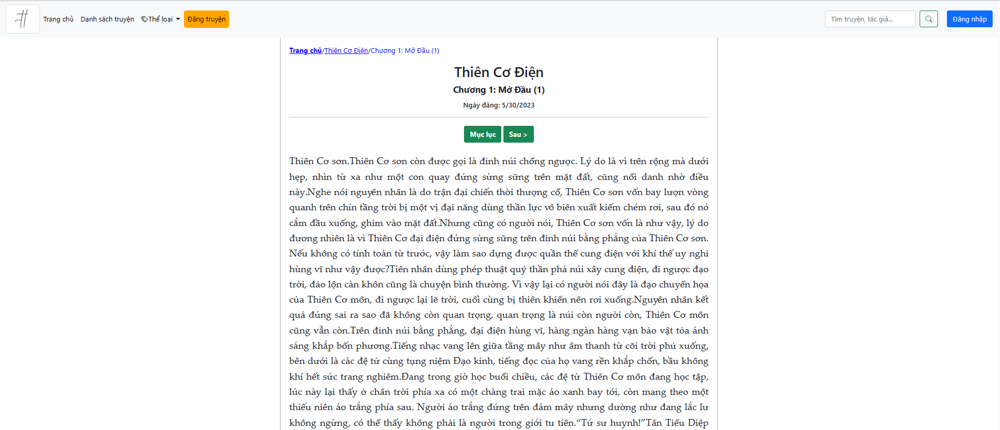 Trang chủ Danh sách truyện Thể loại Đăng truyện Tìm truyện, tác giả... Đăng nhập
Trang chủ/Thiên Cơ Điện/Chương 1: Mở Đầu (1)
Thiên Cơ Điện
Chương 1: Mở Đầu (1)
Ngày đăng: 5/30/2023
Mục lục Sau >
Thiên Cơ sơn.Thiên Cơ sơn còn được gọi là đỉnh núi chổng ngược. Lý do là vì trên rộng mà dưới
hẹp, nhìn từ xa như một con quay đứng sừng sững trên mặt đất, cũng nổi danh nhờ điều
này.Nghe nói nguyên nhân là do trận đại chiến thời thượng cổ, Thiên Cơ sơn vốn bay lượn vòng
quanh trên chín tầng trời bị một vị đại năng dùng thần lực vô biên xuất kiếm chém rơi, sau đó nó
cắm đầu xuống, ghim vào mặt đất.Nhưng cũng có người nói, Thiên Cơ sơn vốn là như vậy, lý do
đương nhiên là vì Thiên Cơ đại điện đứng sừng sững trên đỉnh núi bằng phẳng của Thiên Cơ sơn.
Nếu không có tính toán từ trước, vậy làm sao dựng được quần thể cung điện với khí thế uy nghi
hùng vĩ như vậy được?Tiên nhân dùng phép thuật quỷ thần phá núi xây cung điện, đi ngược đạo
trời, đảo lộn càn khôn cũng là chuyện bình thường. Vì vậy lại có người nói đây là đạo chuyển họa
của Thiên Cơ môn, đi ngược lại lẽ trời, cuối cùng bị thiên khiển nên rơi xuống.Nguyên nhân kết
quả đúng sai ra sao đã không còn quan trọng, quan trọng là núi còn người còn, Thiên Cơ môn
cũng vẫn còn.Trên đỉnh núi bằng phẳng, đại điện hùng vĩ, hàng ngàn hàng vạn bảo vật tỏa ánh
sáng khắp bốn phương.Tiếng nhạc vang lên giữa tầng mây như âm thanh từ cõi trời phủ xuống,
bên dưới là các đệ tử cùng tụng niệm Đạo kinh, tiếng đọc của họ vang rền khắp chốn, bầu không
khí hết sức trang nghiêm.Đang trong giờ học buổi chiều, các đệ tử Thiên Cơ môn đang học tập,
lúc này lại thấy ở chân trời phía xa có một chàng trai mặc áo xanh bay tới, còn mang theo một
thiếu niên áo trắng phía sau. Người áo trắng đứng trên đám mây nhưng dường như đang lắc lư
không ngừng, có thể thấy không phải là người trong giới tu tiên.“Tứ sư huynh!”Tân Tiểu Diệp